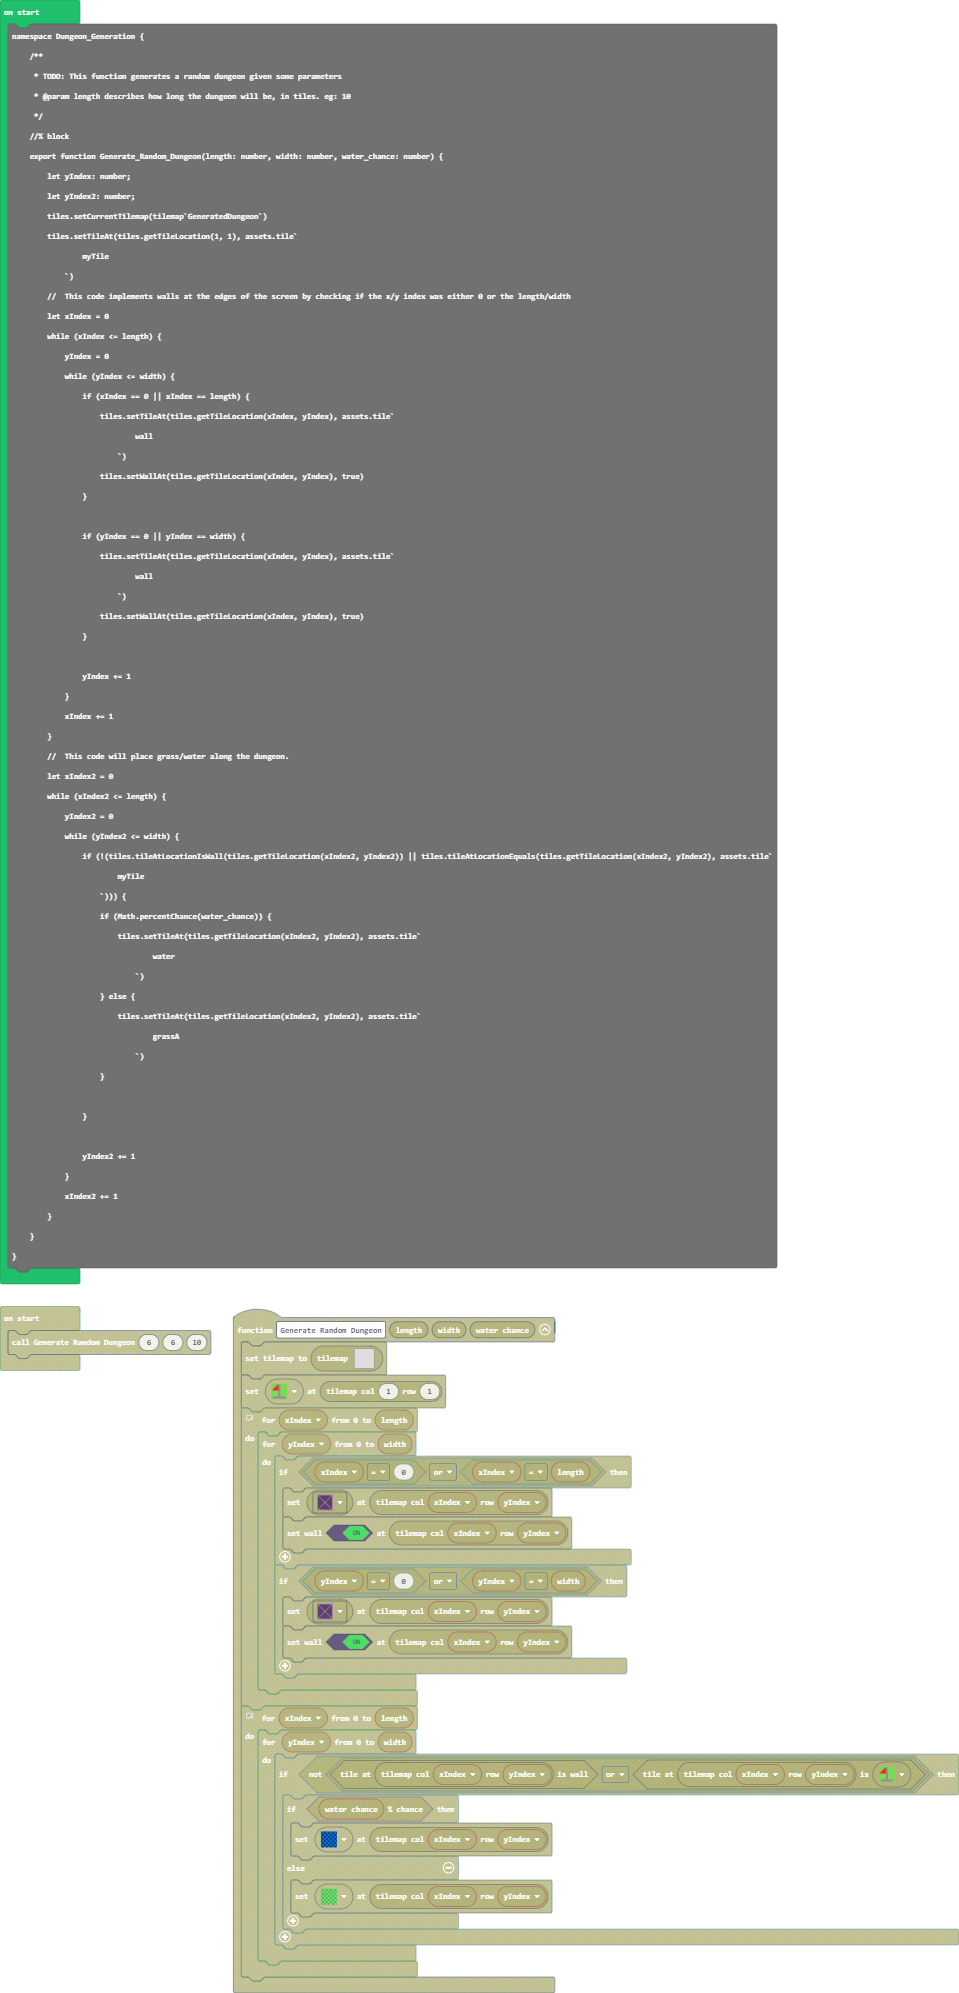 on start
namespace Dungeon_Generation {
/**
* TODO: This function generates a random dungeon given some parameters
* @param length describes how long the dungeon will be, in tiles. eg: 10
*/
//% block
export function Generate_Random_Dungeon(length: number, width: number, water_chance: number) {
let yIndex: number;
let yIndex2: number;
tiles.setCurrentTilemap(tilemap`GeneratedDungeon`)
tiles.setTileAt(tiles.getTileLocation(1, 1), assets.tile`
myTile
`)
//  This code implements walls at the edges of the screen by checking if the x/y index was either 0 or the length/width
let xIndex = 0
while (xIndex <= length) {
yIndex = 0
while (yIndex <= width) {
if (xIndex == 0 || xIndex == length) {
tiles.setTileAt(tiles.getTileLocation(xIndex, yIndex), assets.tile`
wall
`)
tiles.setWallAt(tiles.getTileLocation(xIndex, yIndex), true)
}
if (yIndex == 0 || yIndex == width) {
tiles.setTileAt(tiles.getTileLocation(xIndex, yIndex), assets.tile`
wall
`)
tiles.setWallAt(tiles.getTileLocation(xIndex, yIndex), true)
}
yIndex += 1
}
xIndex += 1
}
//  This code will place grass/water along the dungeon.
let xIndex2 = 0
while (xIndex2 <= length) {
yIndex2 = 0
while (yIndex2 <= width) {
if (!(tiles.tileAtLocationIsWall(tiles.getTileLocation(xIndex2, yIndex2)) || tiles.tileAtLocationEquals(tiles.getTileLocation(xIndex2, yIndex2), assets.tile`
myTile
`))) {
if (Math.percentChance(water_chance)) {
tiles.setTileAt(tiles.getTileLocation(xIndex2, yIndex2), assets.tile`
water
`)
} else {
tiles.setTileAt(tiles.getTileLocation(xIndex2, yIndex2), assets.tile`
grassA
`)
}
}
yIndex2 += 1
}
xIndex2 += 1
}
}
}
on start
call Generate Random Dungeon 6 6 10
function Generate Random Dungeon length width water chance
set tilemap to tilemap
set at tilemap col 1 row 1
for xIndex from 0 to length
do for yIndex from 0 to width
do if xIndex = 0 or xIndex = length then
set at tilemap col xIndex row yIndex
set wall ON at tilemap col xIndex row yIndex
if yIndex = 0 or yIndex = width then
set at tilemap col xIndex row yIndex
set wall ON at tilemap col xIndex row yIndex
for xIndex from 0 to length
do for yIndex from 0 to width
do if not tile at tilemap col xIndex row yIndex is wall or tile at tilemap col xIndex row yIndex is then
if water chance % chance then
set at tilemap col xIndex row yIndex
else
set at tilemap col xIndex row yIndex